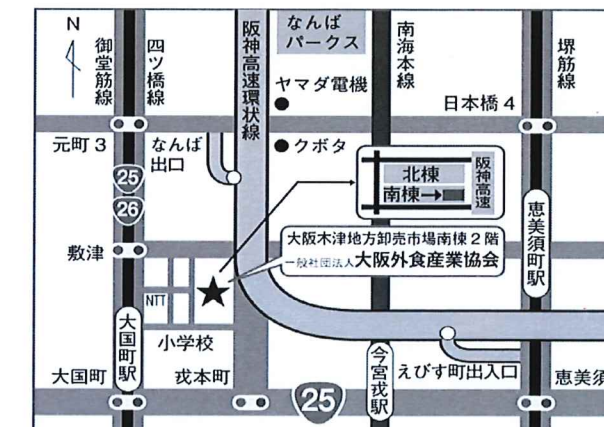 N
御堂筋線
四ツ橋線
阪神高速環状線
なんば
パークス
南海本線
堺筋線
ヤマダ電機
日本橋4
元町3
なんば
出口
クボタ
25
26
北棟
南棟→
阪神高速
恵美須町駅
敷津
大阪木津地方卸売市場南棟2階
一般社団法人大阪外食産業協会
NTT
大国町駅
小学校
今宮戎駅
えびす町出入口
大国町
戎本町
25
恵美須